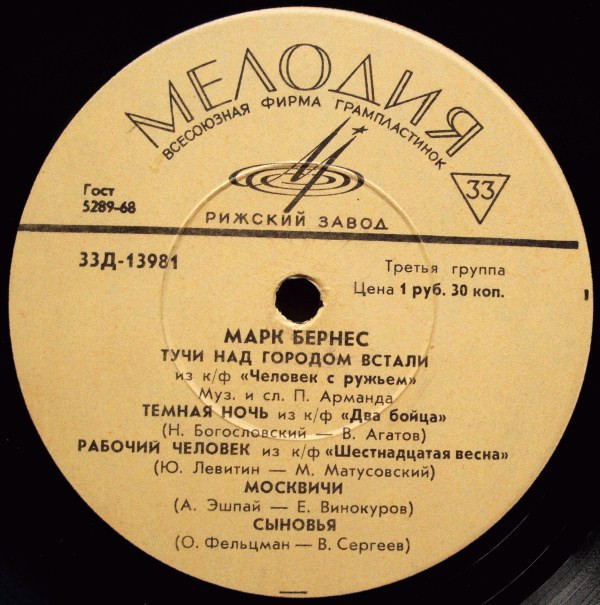 МЕЛОДИЯ
ВСЕСОЮЗНАЯ ФИРМА ГРАМПЛАСТИНОК
33
Гост
5289-68
РИЖСКИЙ ЗАВОД
33Д-13981
Третья группа
Цена 1 руб. 30 коп.
МАРК БЕРНЕС
ТУЧИ НАД ГОРОДОМ ВСТАЛИ
из к/ф «Человек с ружьем»
Муз. и сл. П. Арманда
ТЕМНАЯ НОЧЬ из к/ф «Два бойца»
(Н. Богословский — В. Агатов)
РАБОЧИЙ ЧЕЛОВЕК из к/ф «Шестнадцатая весна»
(Ю. Левитин — М. Матусовский)
МОСКВИЧИ
(А. Эшпай — Е. Винокуров)
СЫНОВЬЯ
(О. Фельцман — В. Сергеев)